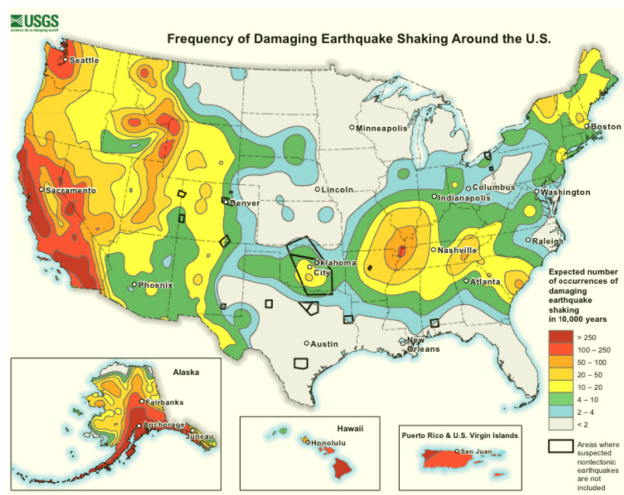 USGS
science for a changing world
Frequency of Damaging Earthquake Shaking Around the U.S.
Seattle
Minneapolis
Boston
Sacramento
Lincoln
Columbus
Denver
Indianapolis
Washington
Oklahoma
City
Nashville
Raleigh
Phoenix
Atlanta
Austin
New
Orleans
Expected number
of occurrences of
damaging
earthquake
shaking
in 10,000 years
> 250
100 – 250
50 – 100
20 – 50
10 – 20
4 – 10
2 – 4
< 2
Areas where
suspected
nontectonic
earthquakes
are not
included
Alaska
Fairbanks
Anchorage
Juneau
Hawaii
Honolulu
Puerto Rico & U.S. Virgin Islands
San Juan